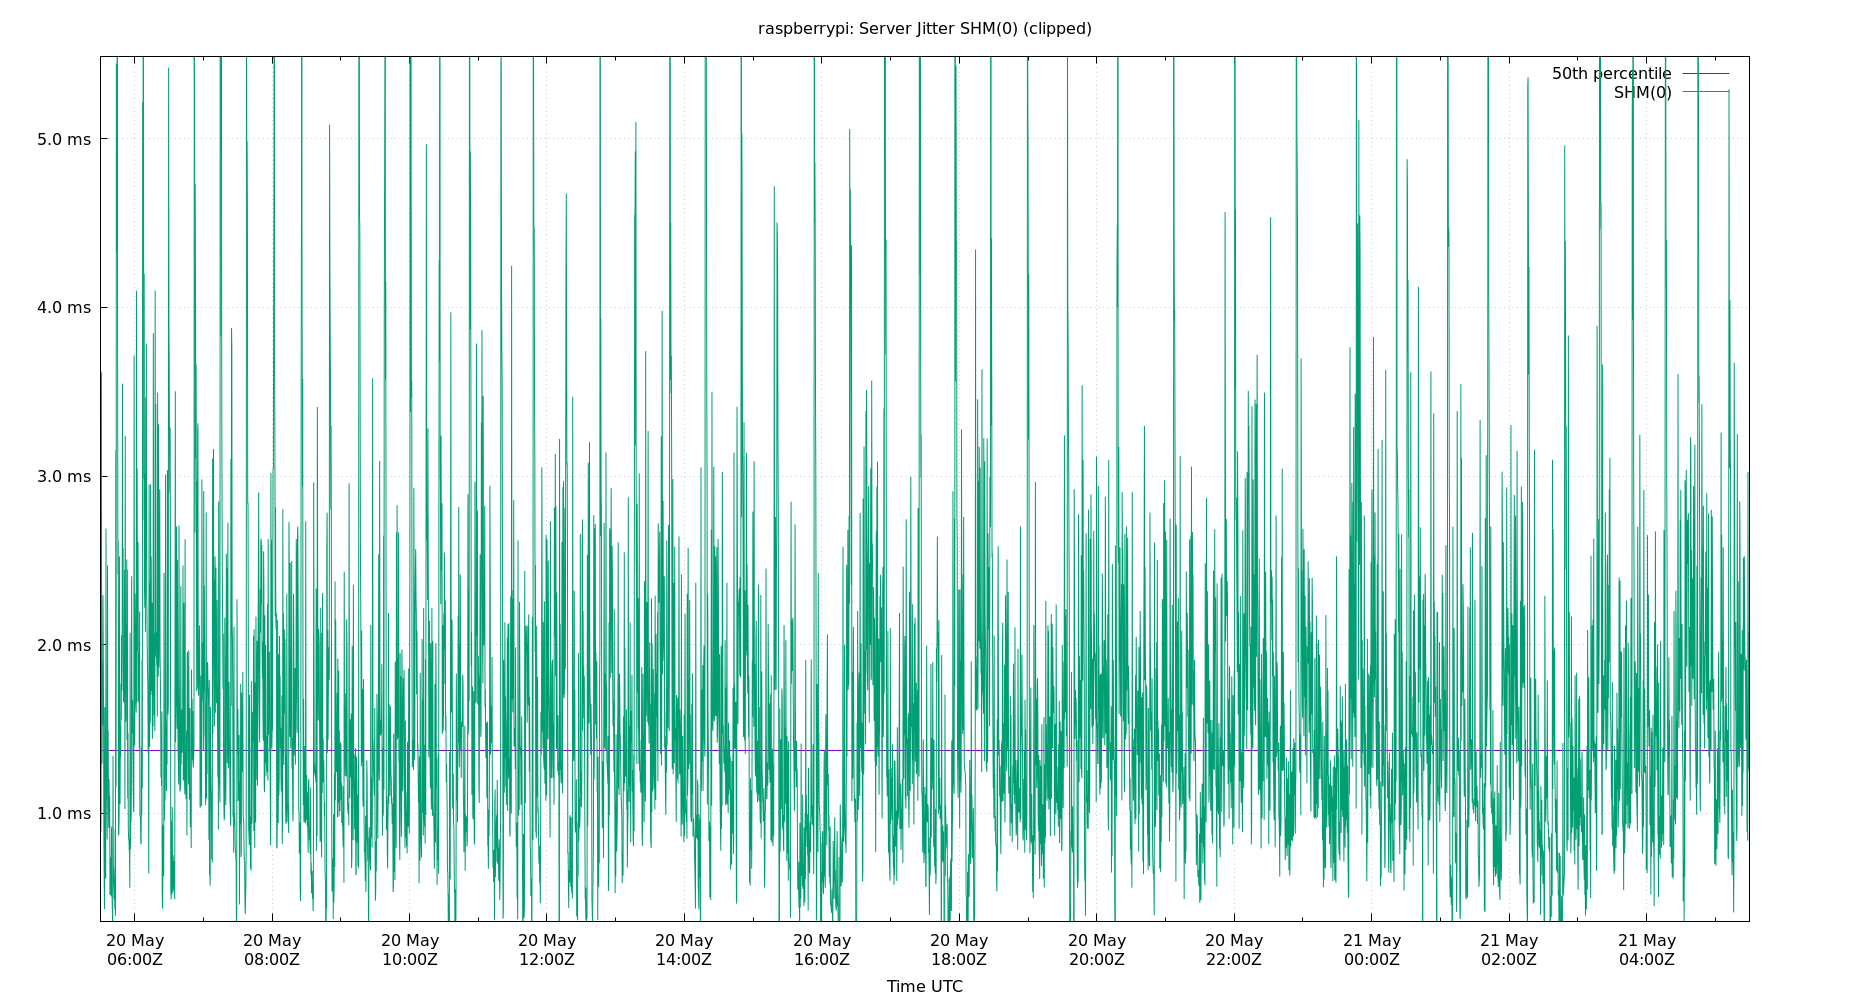 raspberrypi: Server Jitter SHM(0) (clipped)
50th percentile
SHM(0)
5.0 ms
4.0 ms
3.0 ms
2.0 ms
1.0 ms
20 May 20 May 20 May 20 May 20 May 20 May 20 May 20 May 20 May 21 May 21 May 21 May
06:00Z 08:00Z 10:00Z 12:00Z 14:00Z 16:00Z 18:00Z 20:00Z 22:00Z 00:00Z 02:00Z 04:00Z
Time UTC